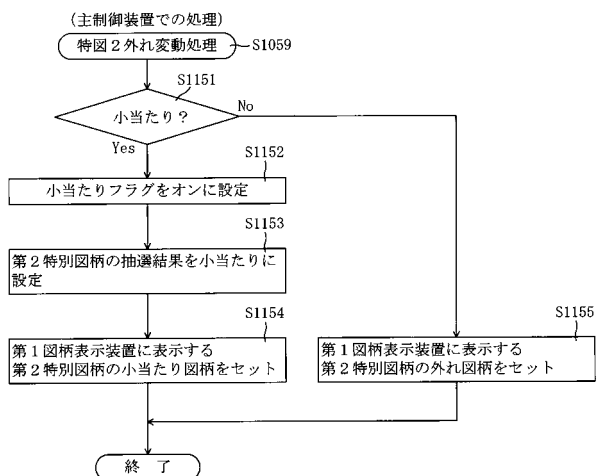 (主制御装置での処理)
特図2外れ変動処理
S1059
S1151
小当たり?
No
Yes
S1152
小当たりフラグをオンに設定
S1153
第2特別図柄の抽選結果を小当たりに
設定
S1154
第1図柄表示装置に表示する
第2特別図柄の小当たり図柄をセット
S1155
第1図柄表示装置に表示する
第2特別図柄の外れ図柄をセット
終 了